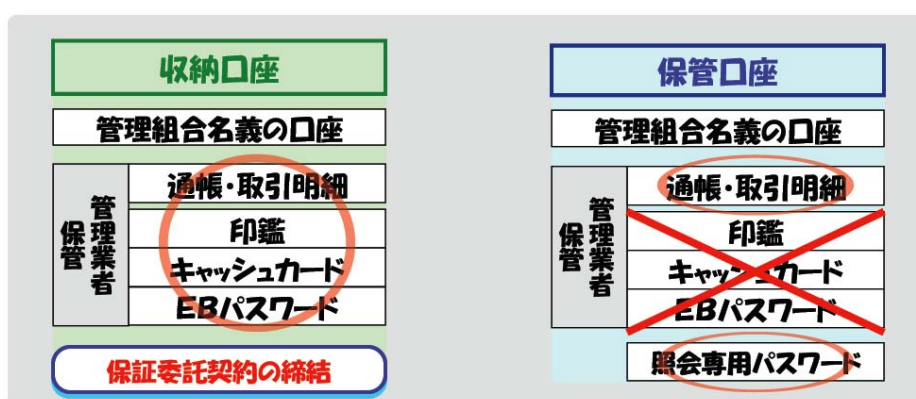 収納口座
管理組合名義の口座
管理業者
保管
通帳・取引明細
印鑑
キャッシュカード
EBパスワード
保証委託契約の締結
保管口座
管理組合名義の口座
管理業者
保管
通帳・取引明細
印鑑
キャッシュカード
EBパスワード
照会専用パスワード